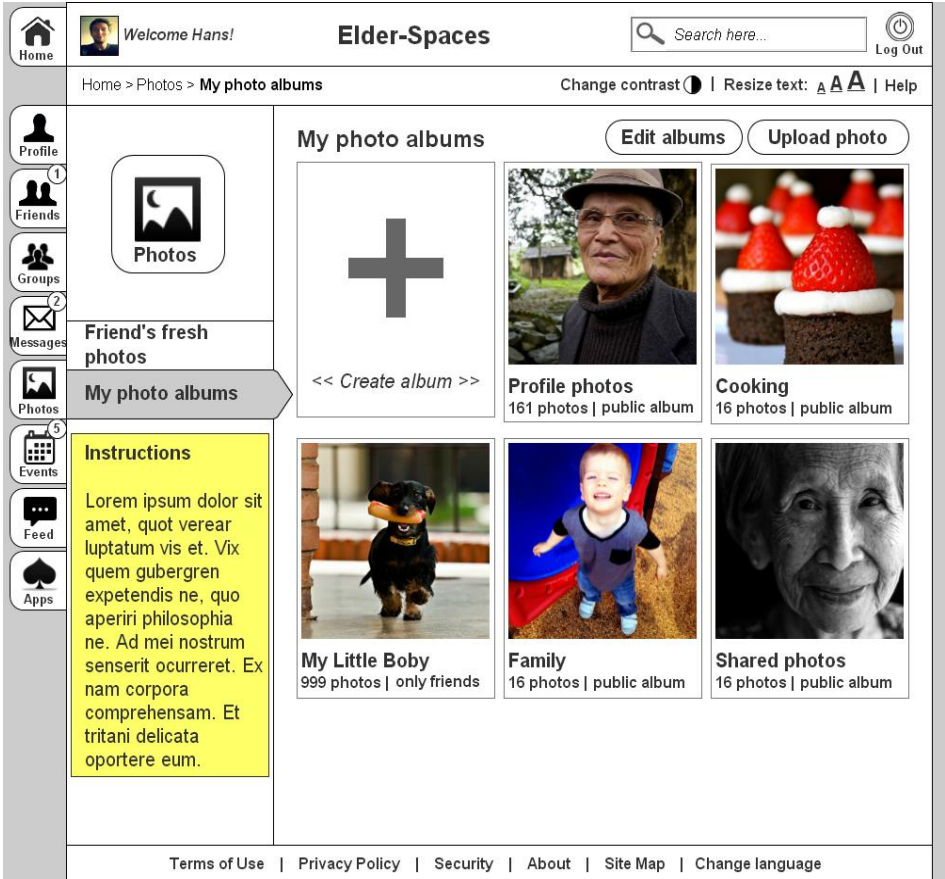 Home
Welcome Hans!
Elder-Spaces
Search here...
Log Out
Home > Photos > My photo albums
Change contrast | Resize text: A A A | Help
Profile
1
Friends
Groups
2
Messages
Photos
5
Events
Feed
Apps
Photos
Friend's fresh
photos
My photo albums
Instructions
Lorem ipsum dolor sit
amet, quot verear
luptatum vis et. Vix
quem gubergren
expetendis ne, quo
aperiri philosophia
ne. Ad mei nostrum
senserit ocurreret. Ex
nam corpora
comprehensam. Et
tritani delicata
oportere eum.
My photo albums
Edit albums
Upload photo
<< Create album >>
Profile photos
161 photos | public album
Cooking
16 photos | public album
My Little Boby
999 photos | only friends
Family
16 photos | public album
Shared photos
16 photos | public album
Terms of Use | Privacy Policy | Security | About | Site Map | Change language